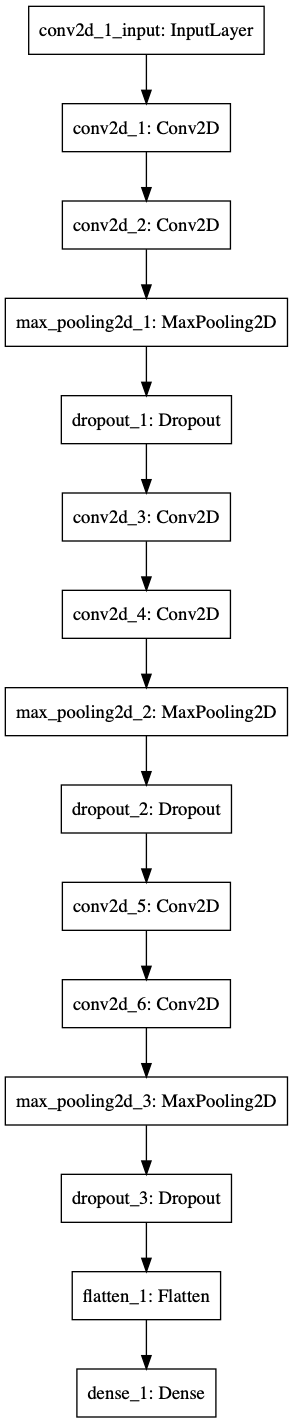 conv2d_1_input: InputLayer
conv2d_1: Conv2D
conv2d_2: Conv2D
max_pooling2d_1: MaxPooling2D
dropout_1: Dropout
conv2d_3: Conv2D
conv2d_4: Conv2D
max_pooling2d_2: MaxPooling2D
dropout_2: Dropout
conv2d_5: Conv2D
conv2d_6: Conv2D
max_pooling2d_3: MaxPooling2D
dropout_3: Dropout
flatten_1: Flatten
dense_1: Dense